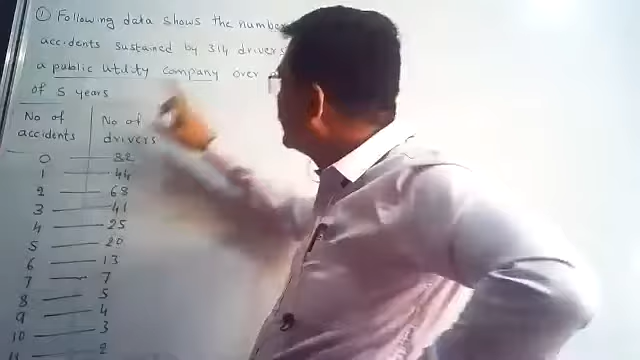 ① Following data shows the number
accidents sustained by 314 drivers
a public utility company over
of 5 years
No of accidents No of drivers
0 — 82
1 — 44
2 — 68
3 — 41
4 — 25
5 — 20
6 — 13
7 — 7
8 — 5
9 — 4
10 — 3
11 2